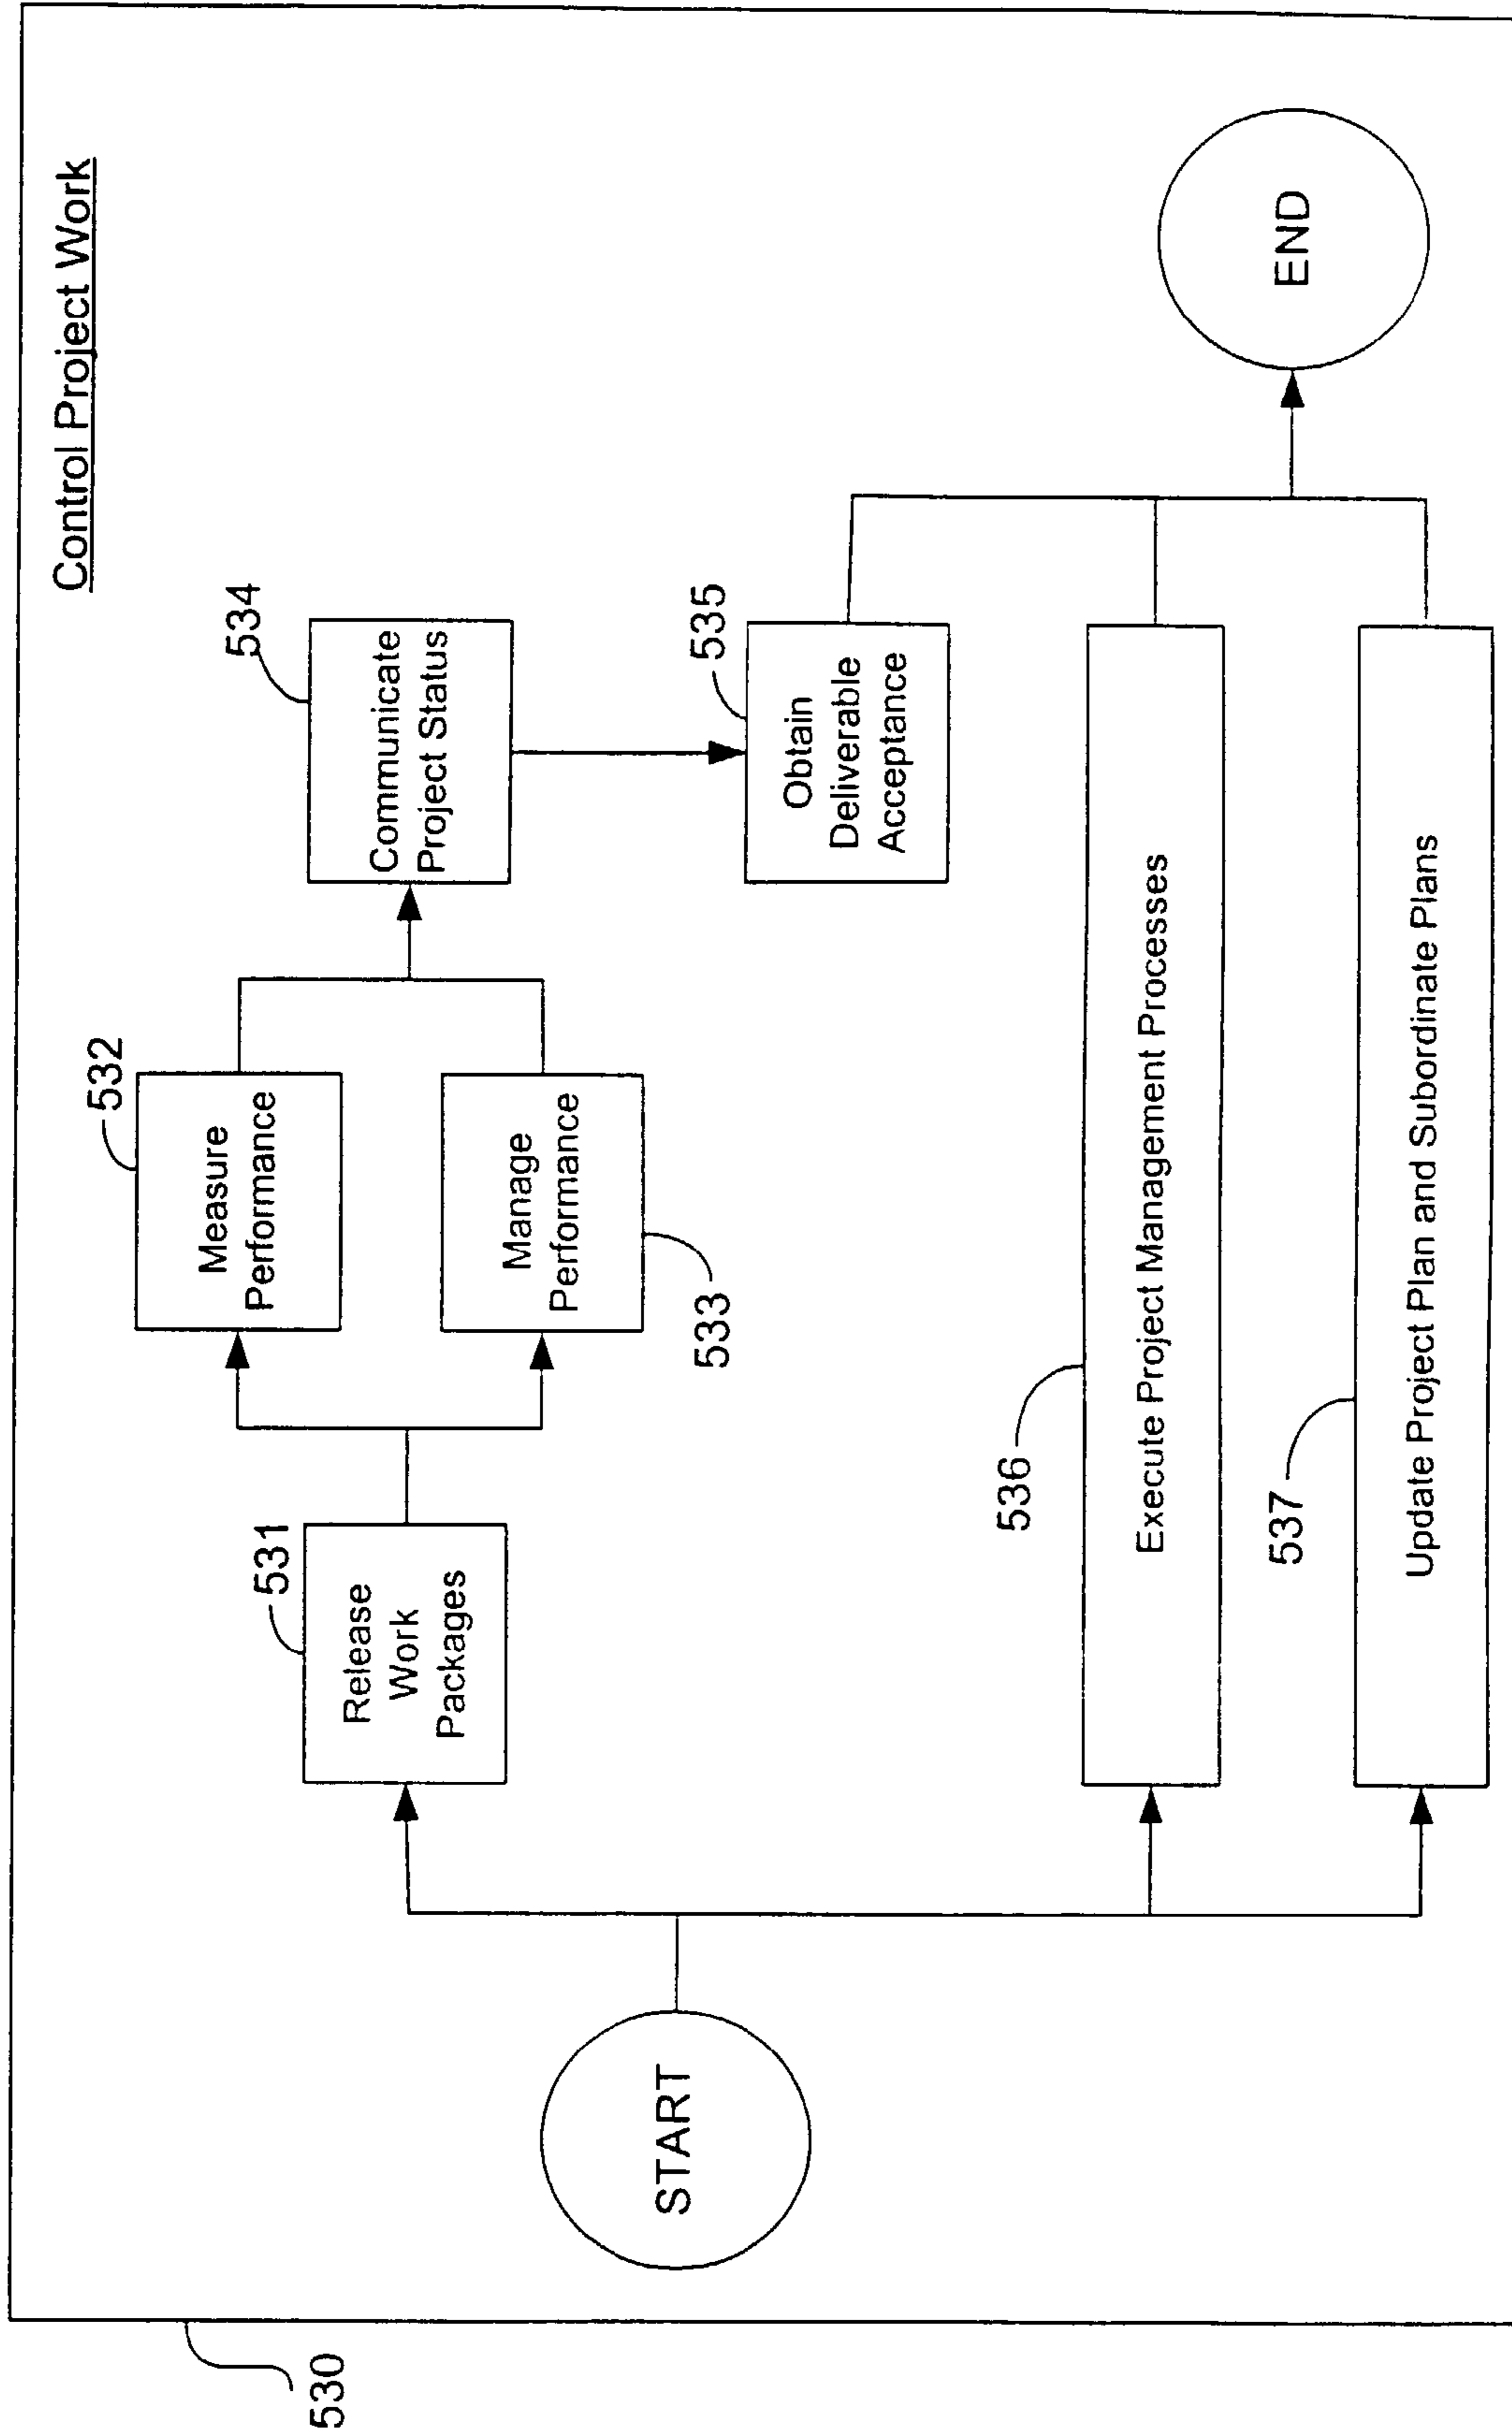 Control Project Work
530
START
531
Release
Work
Packages
532
Measure
Performance
Manage
Performance
533
534
Communicate
Project Status
535
Obtain
Deliverable
Acceptance
536
Execute Project Management Processes
537
Update Project Plan and Subordinate Plans
END